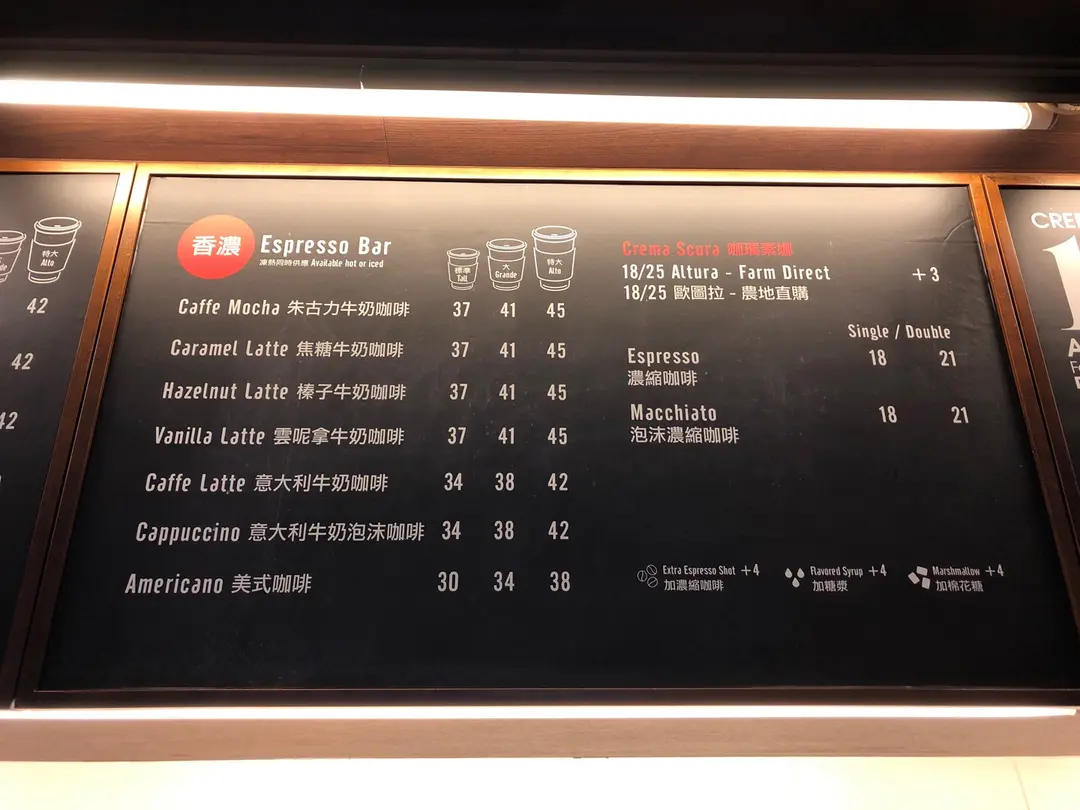 香濃 Espresso Bar
凍熱同時供應 Available hot or iced
標準 Tall
大 Grande
特大 Alto
Caffe Mocha 朱古力牛奶咖啡 37 41 45
Caramel Latte 焦糖牛奶咖啡 37 41 45
Hazelnut Latte 榛子牛奶咖啡 37 41 45
Vanilla Latte 雲呢拿牛奶咖啡 37 41 45
Caffe Latte 意大利牛奶咖啡 34 38 42
Cappuccino 意大利牛奶泡沫咖啡 34 38 42
Americano 美式咖啡 30 34 38
Crema Scura
18/25 Altura - Farm Direct +3
18/25 歐圖拉 - 農地直購
Single / Double
Espresso 18 21
濃縮咖啡
Macchiato 18 21
泡沫濃縮咖啡
Extra Espresso Shot +4
加濃縮咖啡
Flavored Syrup +4
加糖漿
Marshmallow +4
加棉花糖
特大 Alto
42
42
42